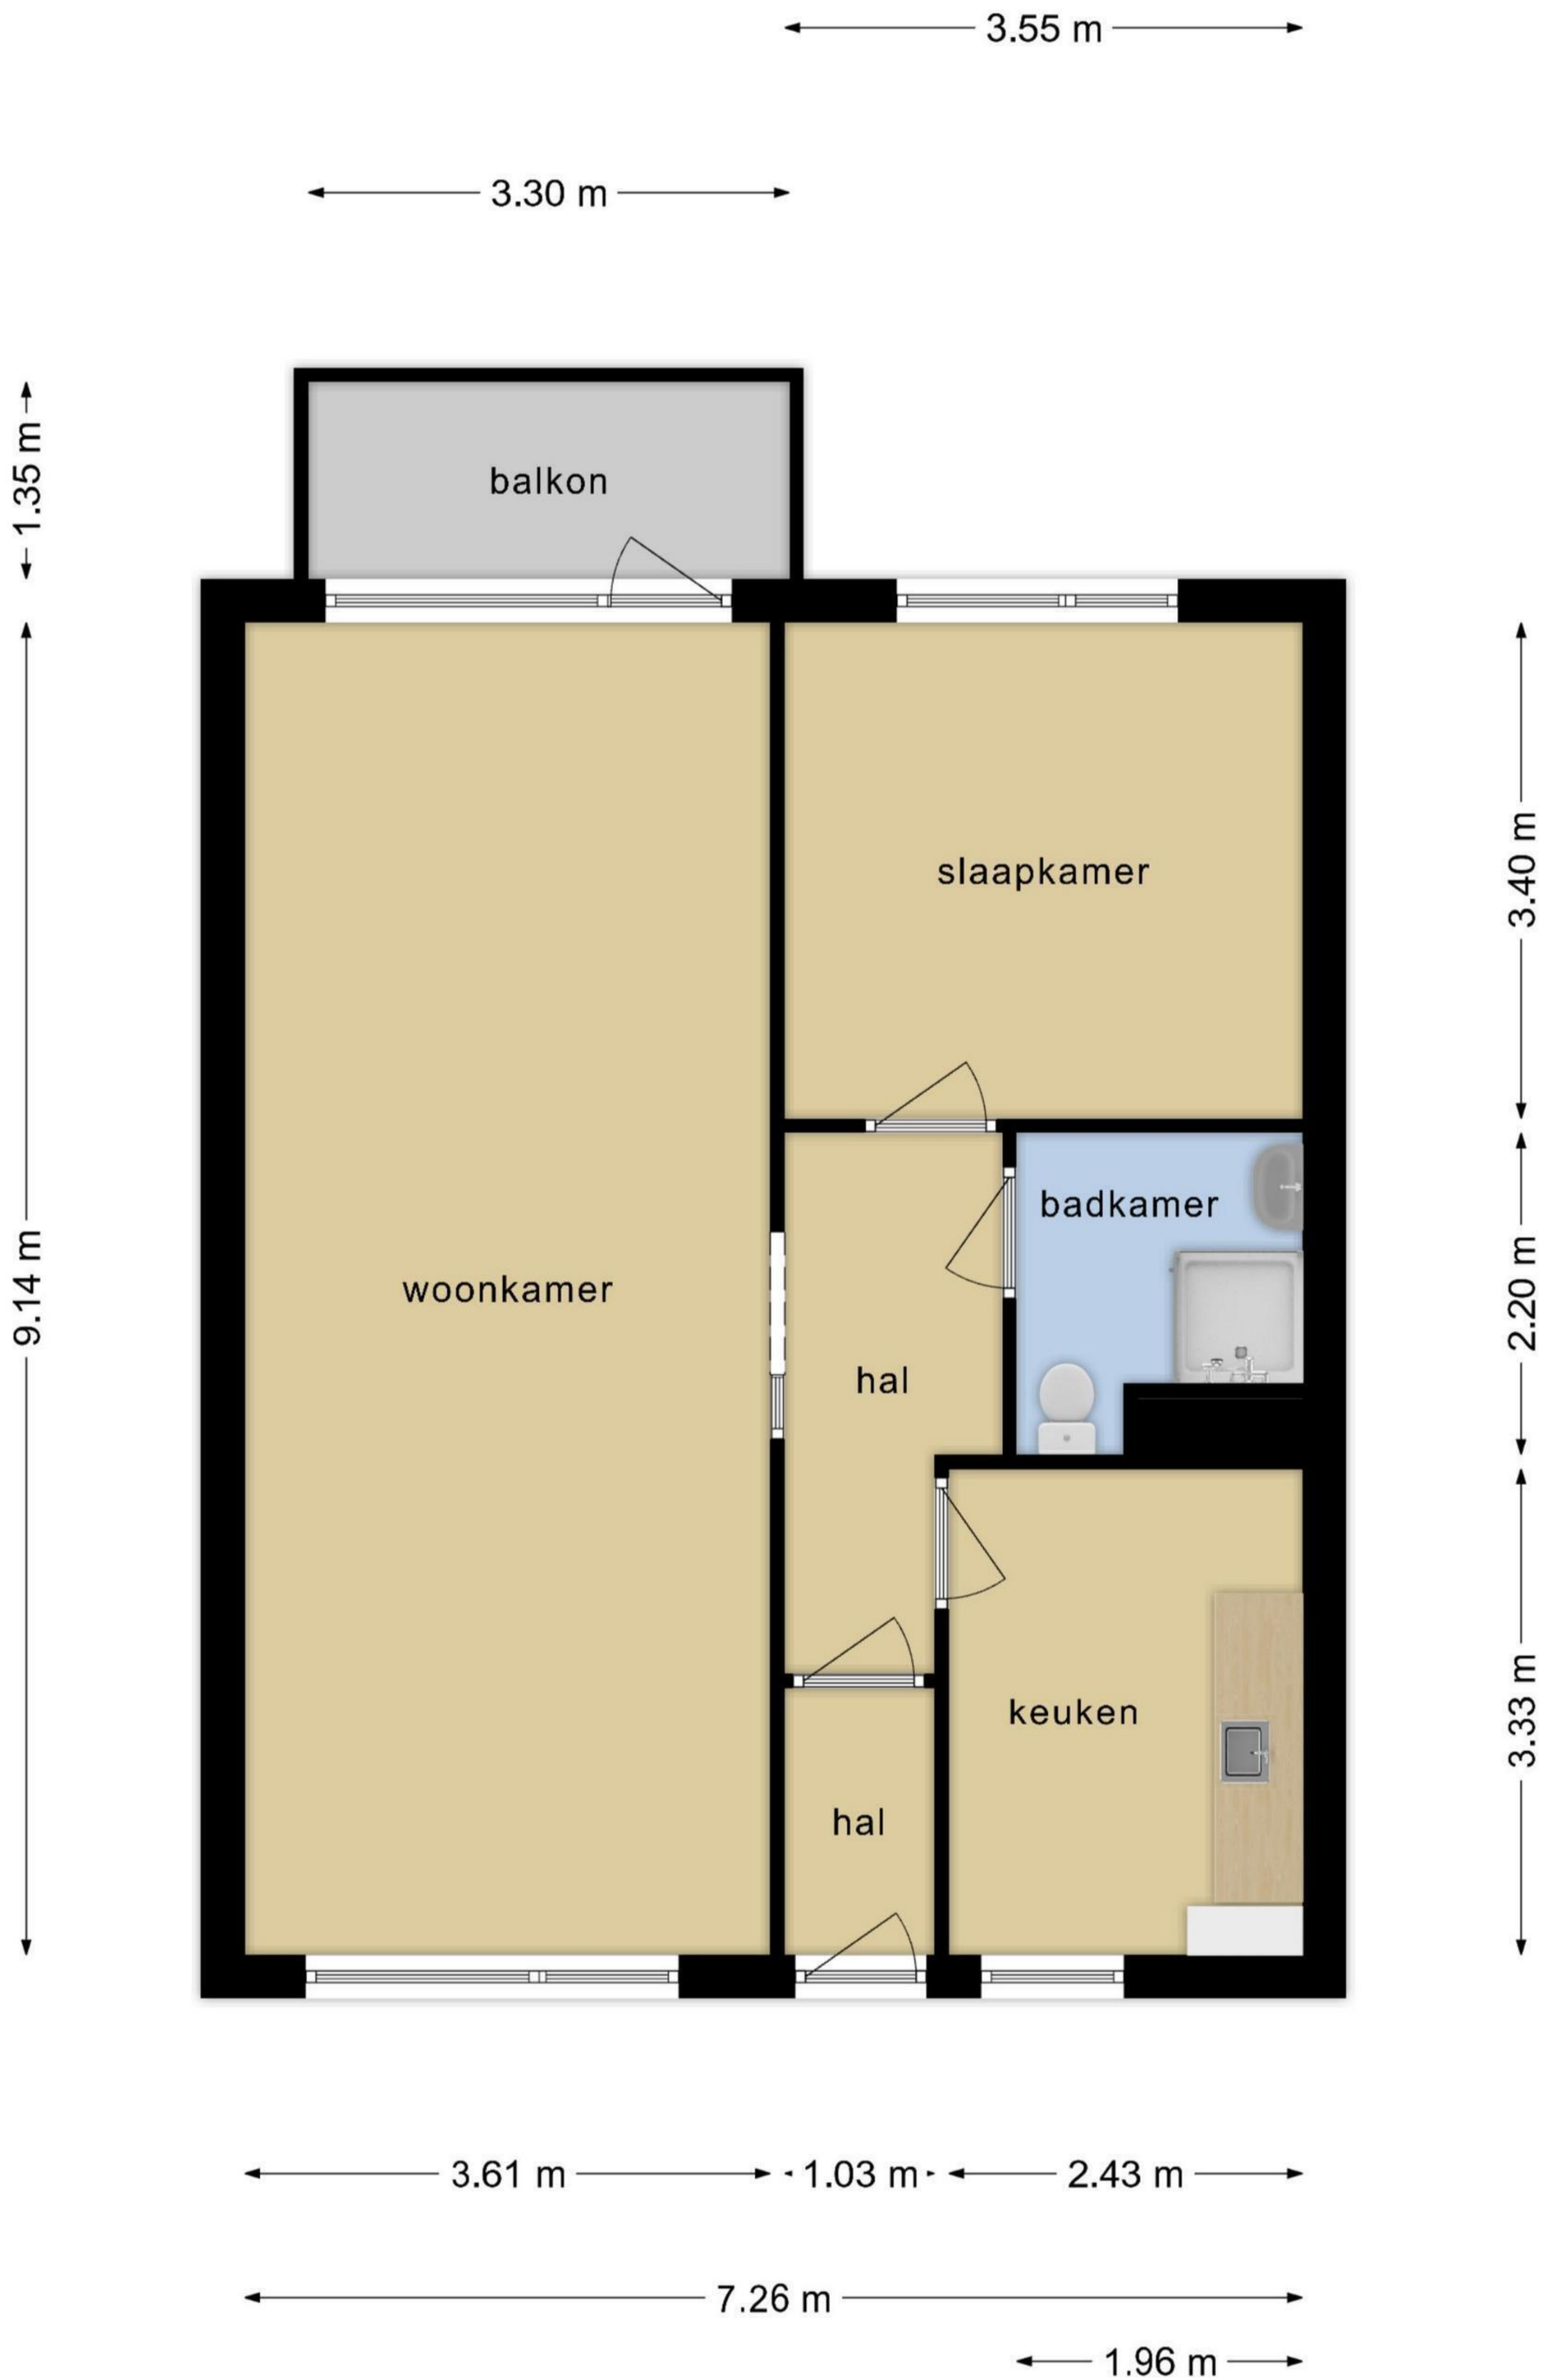 3.55 m
3.30 m
1.35 m
balkon
slaapkamer
3.40 m
badkamer
9.14 m
woonkamer
2.20 m
hal
keuken
3.33 m
hal
3.61 m
1.03 m
2.43 m
7.26 m
1.96 m